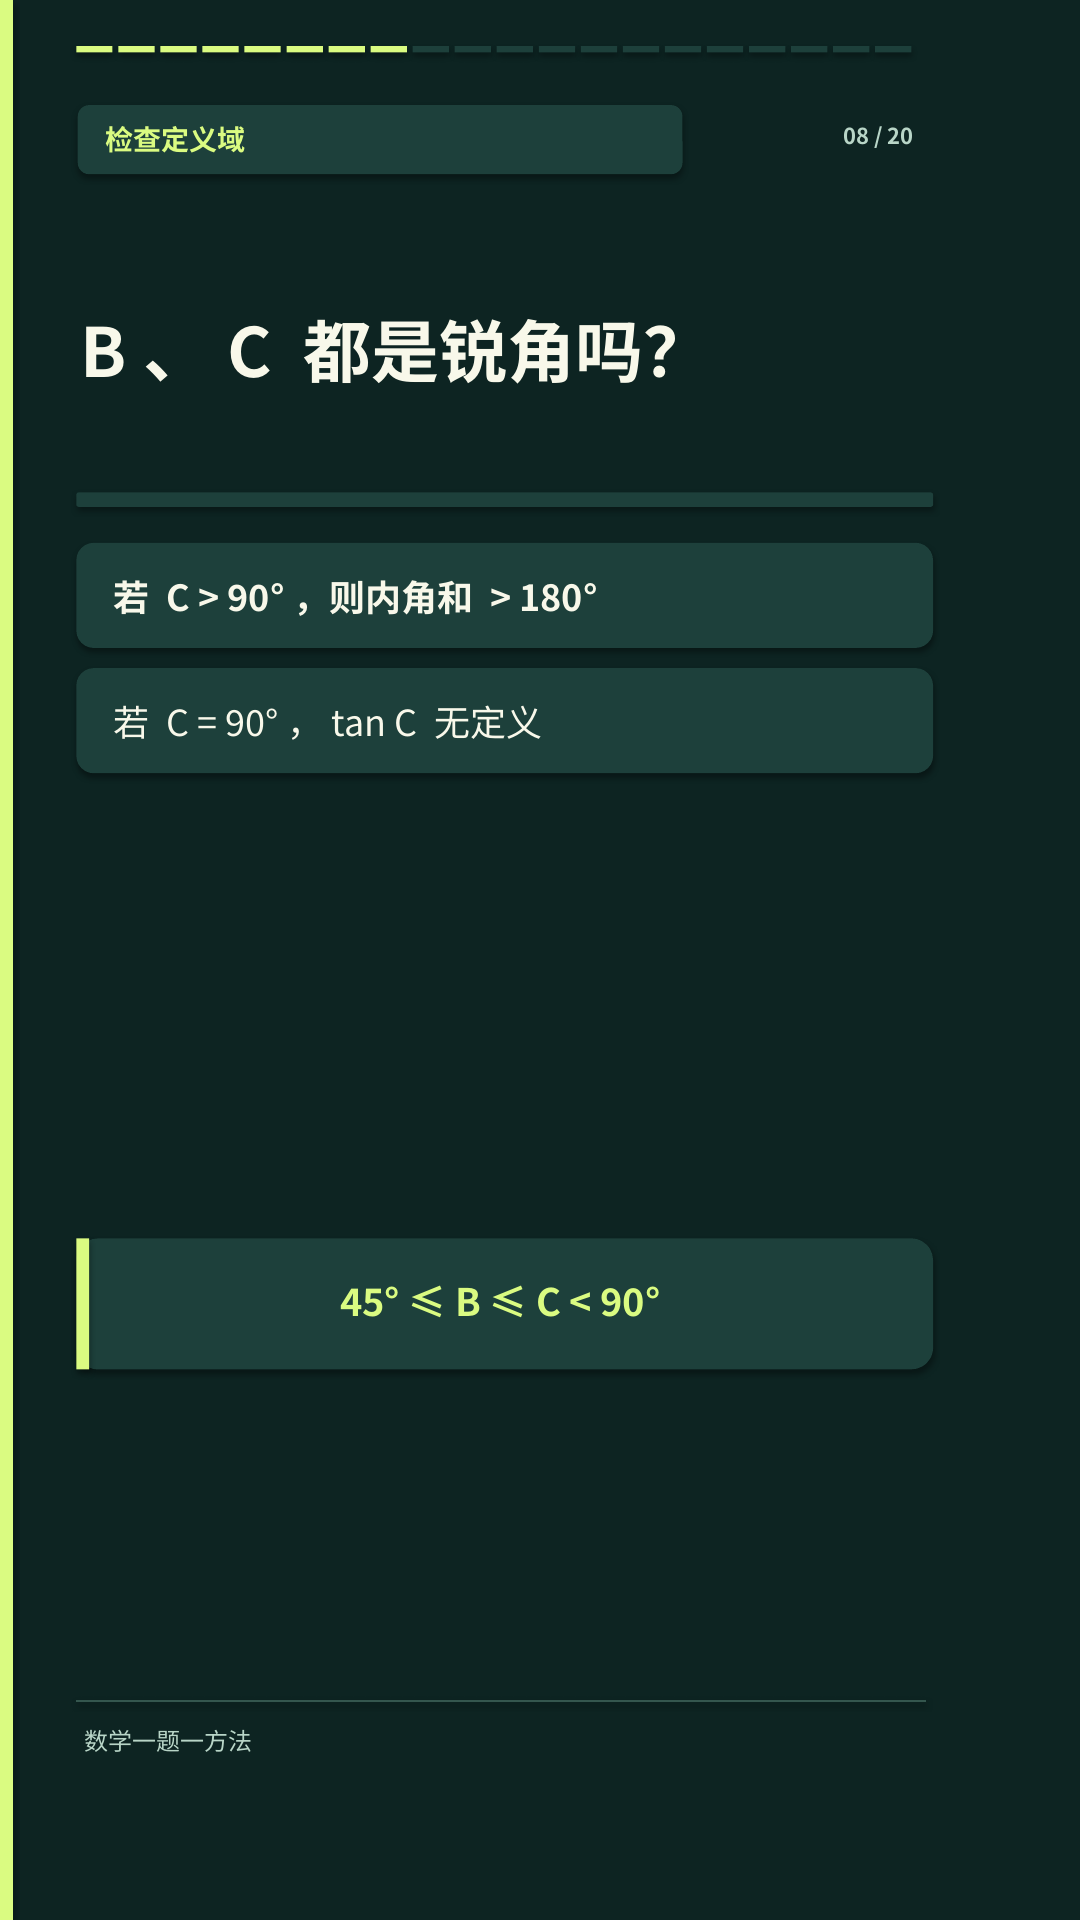 检查定义域
08 / 20
B 、 C 都是锐角吗？
若 C > 90° ，则内角和 > 180°
若 C = 90° ， tan C 无定义
45° ⩽ B ⩽ C < 90°
数学一题一方法